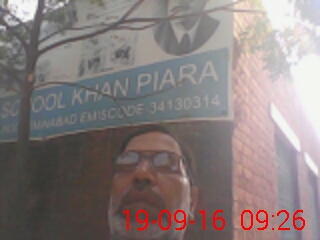 SCHOOL KHAN PIARA
EMISCODE 34130314
19-09-16 09:26